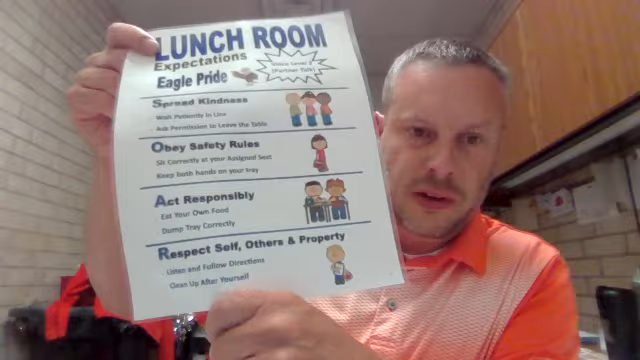 LUNCH ROOM
Expectations
Eagle Pride
Voice Level 2
(Partner Talk)
Spread Kindness
Walk Patiently in Line
Ask Permission to Leave the Table
Obey Safety Rules
Sit Correctly at your Assigned Seat
Keep both hands on your tray
Act Responsibly
Eat Your Own Food
Dump Tray Correctly
Respect Self, Others & Property
Listen and Follow Directions
Clean Up After Yourself